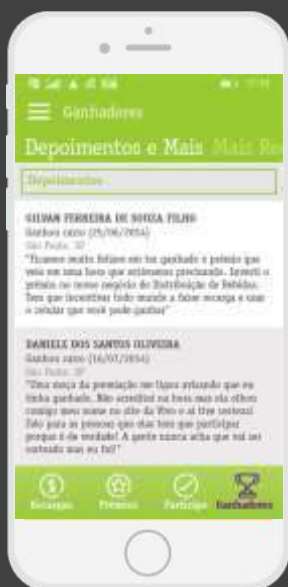 Ganhadores
Depoimentos e Mais Mais Re
Depoimentos
GILVAN FERREIRA DE SOUZA FILHO
Ganhou carro (25/06/2014)
São Paulo, SP
"Ficamos muito felizes em ter ganhado o prêmio que
veio em uma hora que estávamos precisando. Investi o
prêmio no nosso negócio de Distribuição de Bebidas.
Tem que incentivar todo mundo a fazer recarga e usar
o celular que você pode ganhar"
DANIELE DOS SANTOS OLIVEIRA
Ganhou carro (16/07/2014)
São Paulo, SP
"Uma moça da premiação me ligou avisando que eu
tinha ganhado. Não acreditei na hora mas ela olhou
comigo meu nome no site da Vivo e aí tive certeza!
Falo para as pessoas que elas tem que participar
porque é de verdade! A gente nunca acha que vai ser
sorteado mas eu fui!"
Recargas Prêmios Participe Ganhadores